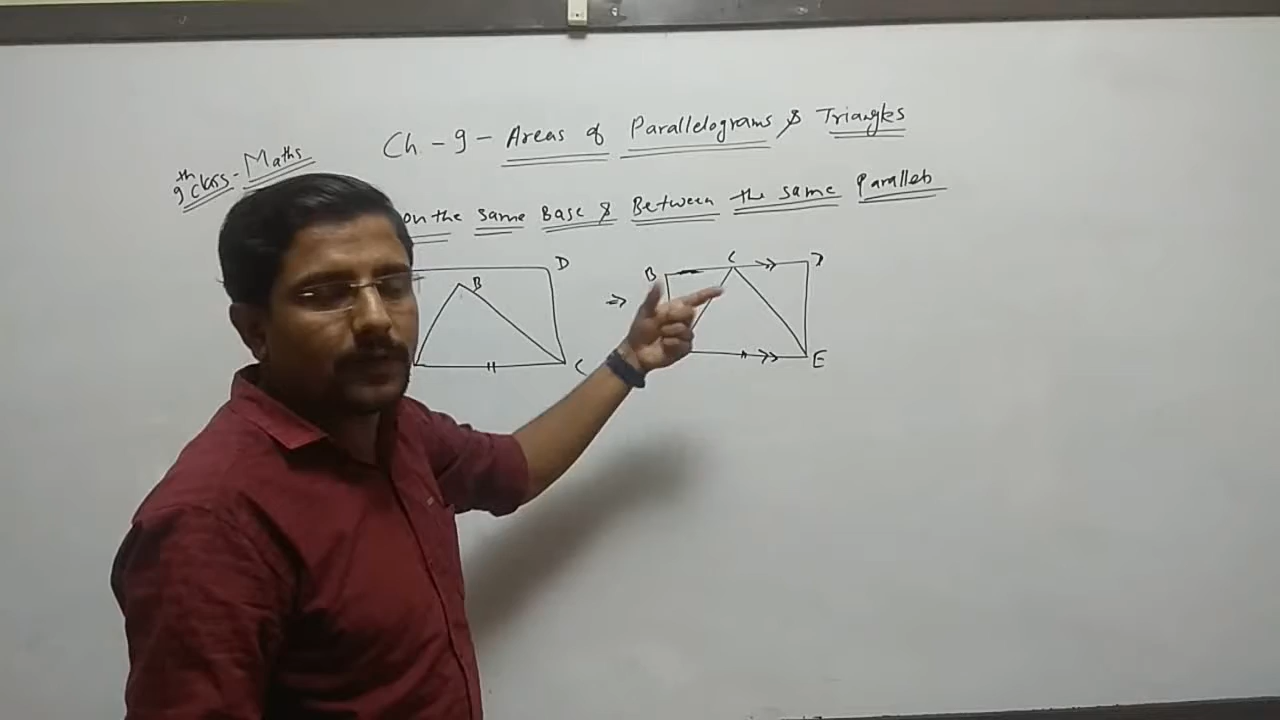 Ch - 9 - Areas of Parallelograms & Triangles
9th class - Maths
on the same Base & Between the same Parallels
D
B
C
⇒
B C D
E